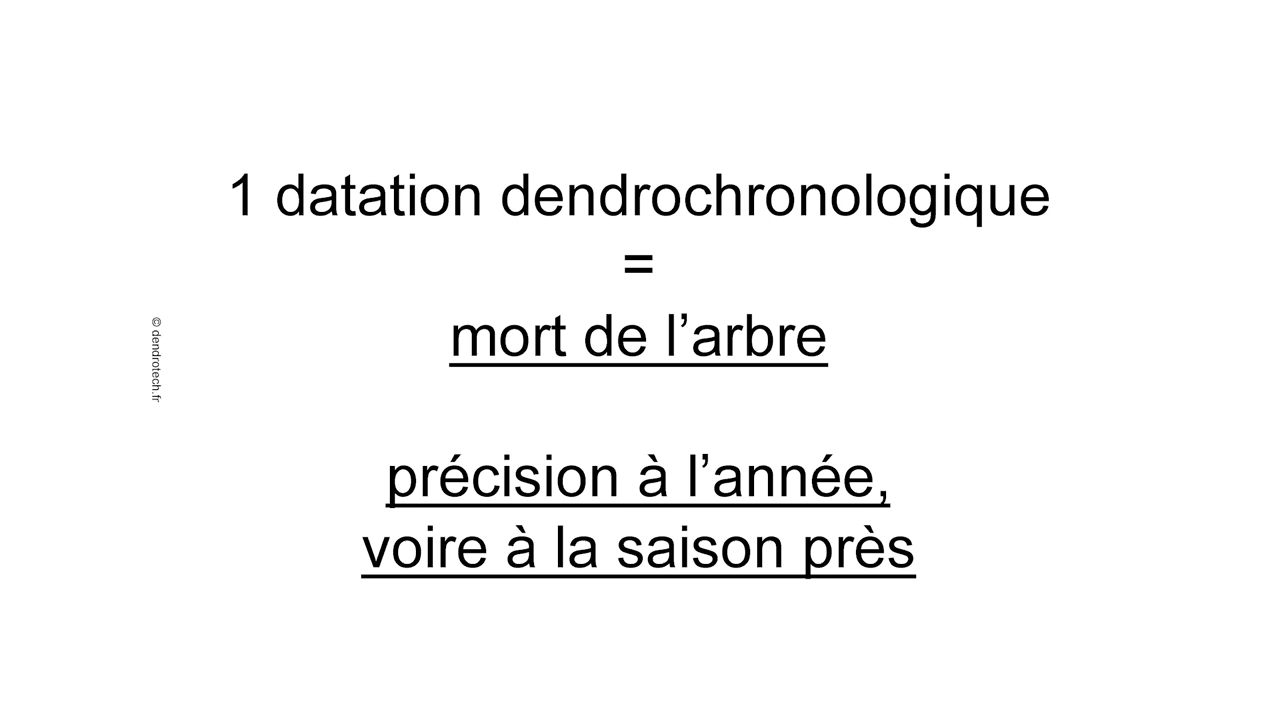 1 datation dendrochronologique
=
mort de l’arbre
précision à l’année,
voire à la saison près
© dendrotech.fr